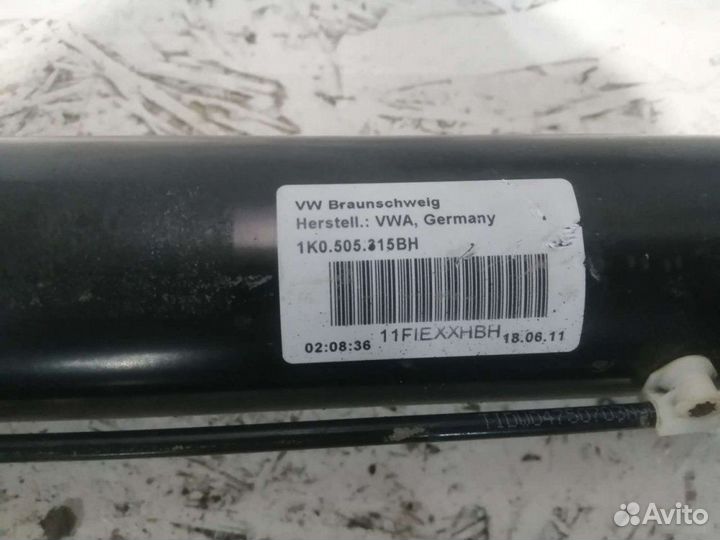 VW Braunschweig
Herstell.: VWA, Germany
1K0.505.315BH
11FIEXXHBH
02:08:36
18.06.11
Avito